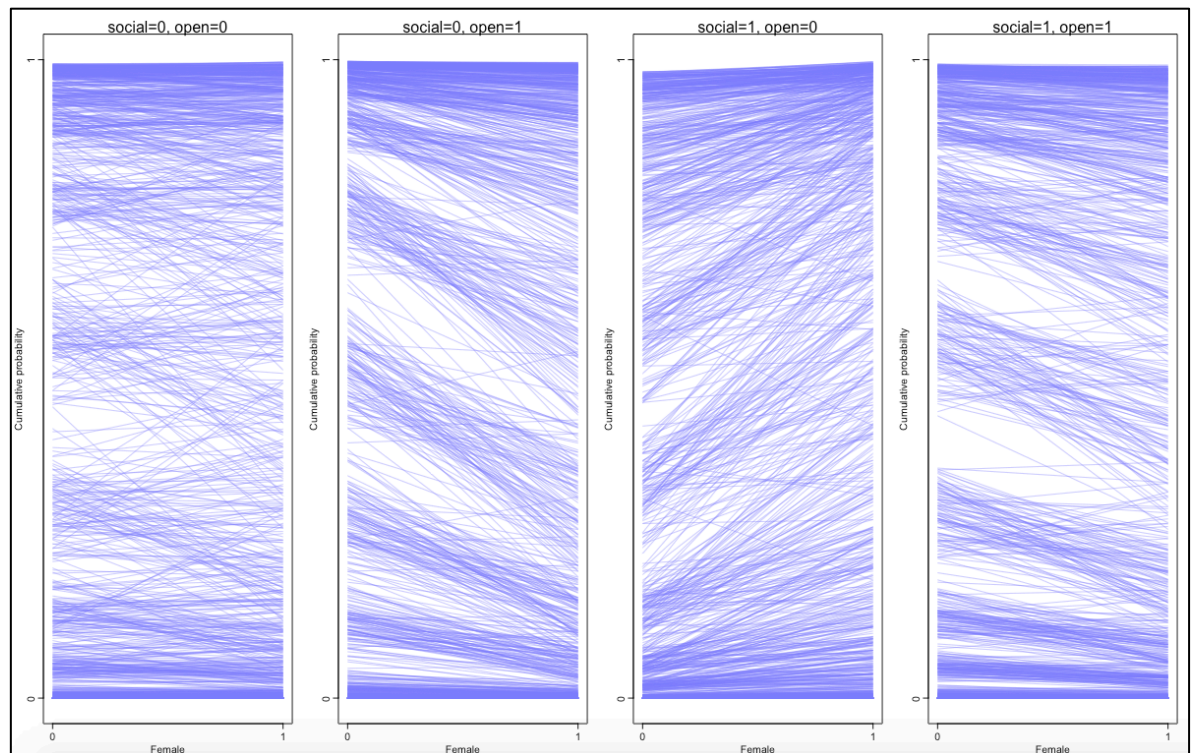 social=0, open=0
1
Cumulative probability
0
0 1
Female
social=0, open=1
1
Cumulative probability
0
0 1
Female
social=1, open=0
1
Cumulative probability
0
0 1
Female
social=1, open=1
1
Cumulative probability
0
0 1
Female